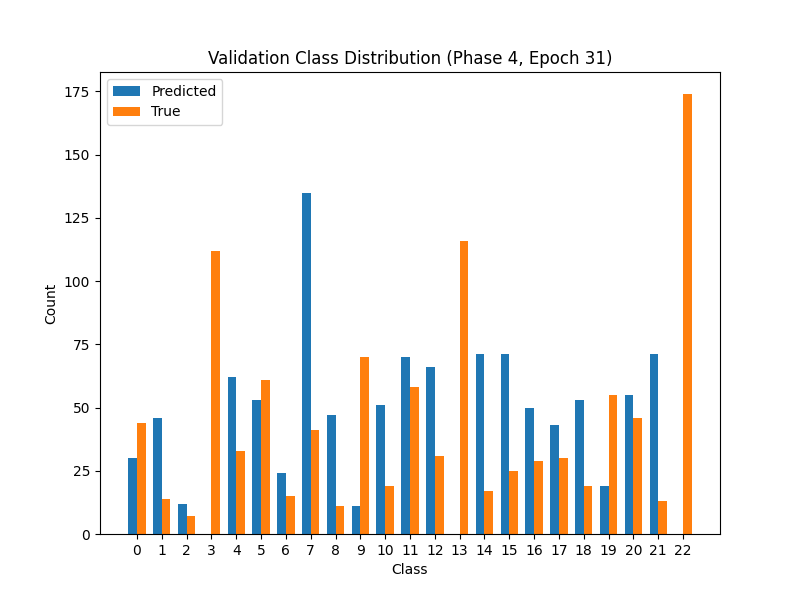 Validation Class Distribution (Phase 4, Epoch 31)
Predicted
True
175
150
125
100
75
50
25
0
Count
0 1 2 3 4 5 6 7 8 9 10 11 12 13 14 15 16 17 18 19 20 21 22
Class